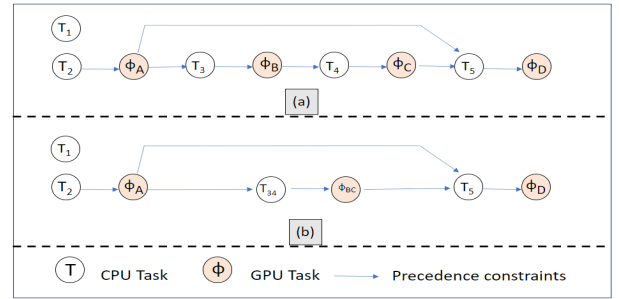 T1
T2 ΦA T3 ΦB T4 ΦC T5 ΦD
(a)
T1
T2 ΦA T34 ΦBC T5 ΦD
(b)
T CPU Task Φ GPU Task Precedence constraints